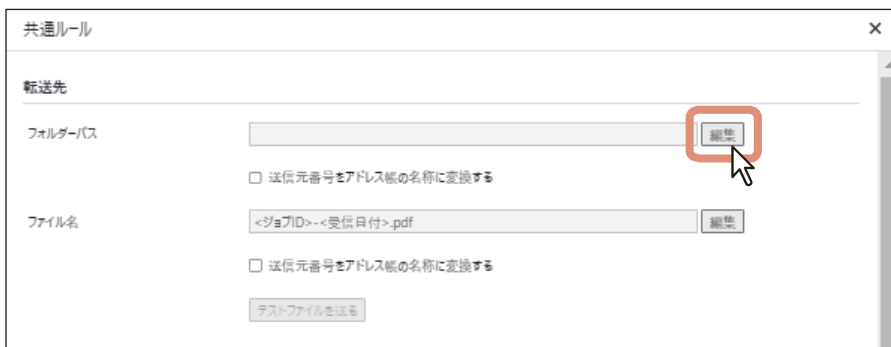 共通ルール ×
転送先
フォルダーパス 編集
送信元番号をアドレス帳の名称に変換する
ファイル名 <ジョブID>-<受信日付>.pdf 編集
送信元番号をアドレス帳の名称に変換する
テストファイルを送る